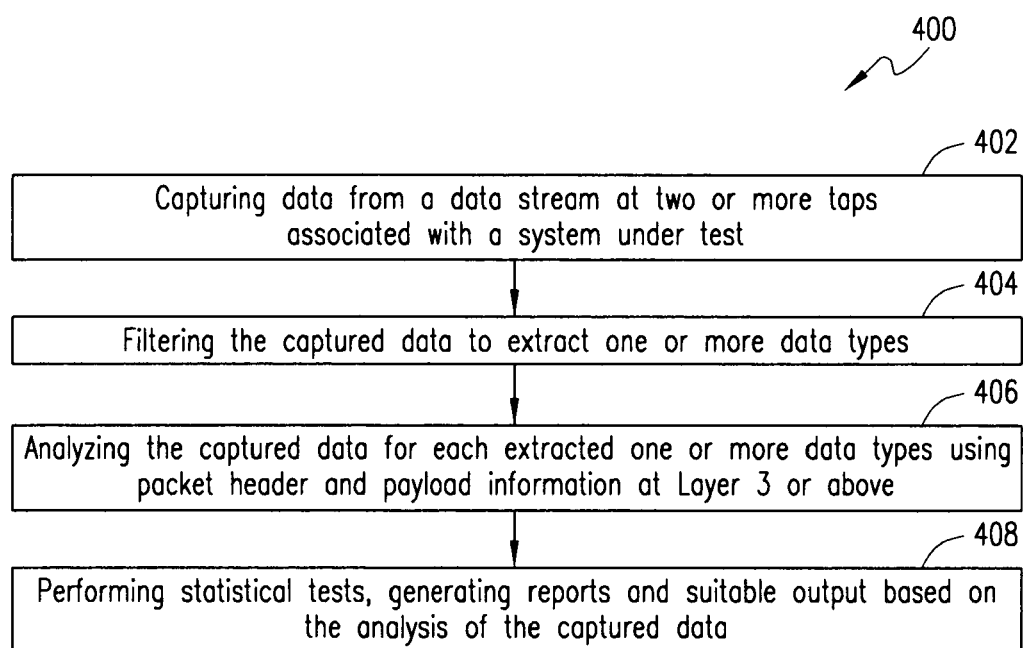 400
402
Capturing data from a data stream at two or more taps
associated with a system under test
404
Filtering the captured data to extract one or more data types
406
Analyzing the captured data for each extracted one or more data types using
packet header and payload information at Layer 3 or above
408
Performing statistical tests, generating reports and suitable output based on
the analysis of the captured data